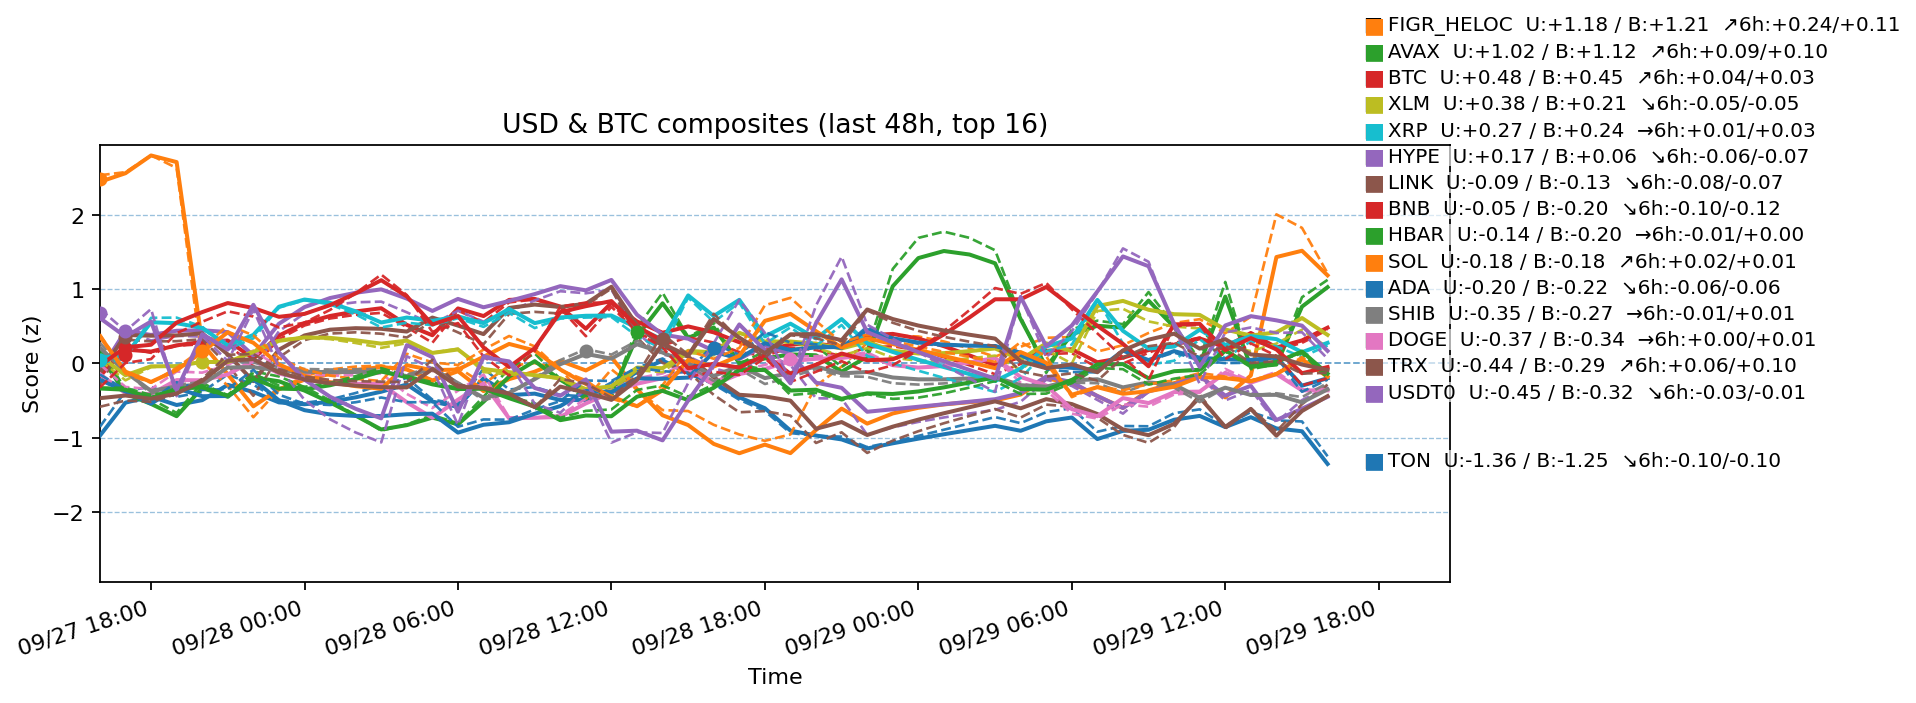 FIGR_HELOC  U:+1.18 / B:+1.21  ↗6h:+0.24/+0.11
AVAX  U:+1.02 / B:+1.12  ↗6h:+0.09/+0.10
BTC  U:+0.48 / B:+0.45  ↗6h:+0.04/+0.03
XLM  U:+0.38 / B:+0.21  ↘6h:-0.05/-0.05
XRP  U:+0.27 / B:+0.24  →6h:+0.01/+0.03
HYPE  U:+0.17 / B:+0.06  ↘6h:-0.06/-0.07
LINK  U:-0.09 / B:-0.13  ↘6h:-0.08/-0.07
BNB  U:-0.05 / B:-0.20  ↘6h:-0.10/-0.12
HBAR  U:-0.14 / B:-0.20  →6h:-0.01/+0.00
SOL  U:-0.18 / B:-0.18  ↗6h:+0.02/+0.01
ADA  U:-0.20 / B:-0.22  ↘6h:-0.06/-0.06
SHIB  U:-0.35 / B:-0.27  →6h:-0.01/+0.01
DOGE  U:-0.37 / B:-0.34  →6h:+0.00/+0.01
TRX  U:-0.44 / B:-0.29  ↗6h:+0.06/+0.10
USDT0  U:-0.45 / B:-0.32  ↘6h:-0.03/-0.01
TON  U:-1.36 / B:-1.25  ↘6h:-0.10/-0.10
USD & BTC composites (last 48h, top 16)
Score (z)
2
1
0
−1
−2
09/27 18:00
09/28 00:00
09/28 06:00
09/28 12:00
09/28 18:00
09/29 00:00
09/29 06:00
09/29 12:00
09/29 18:00
Time